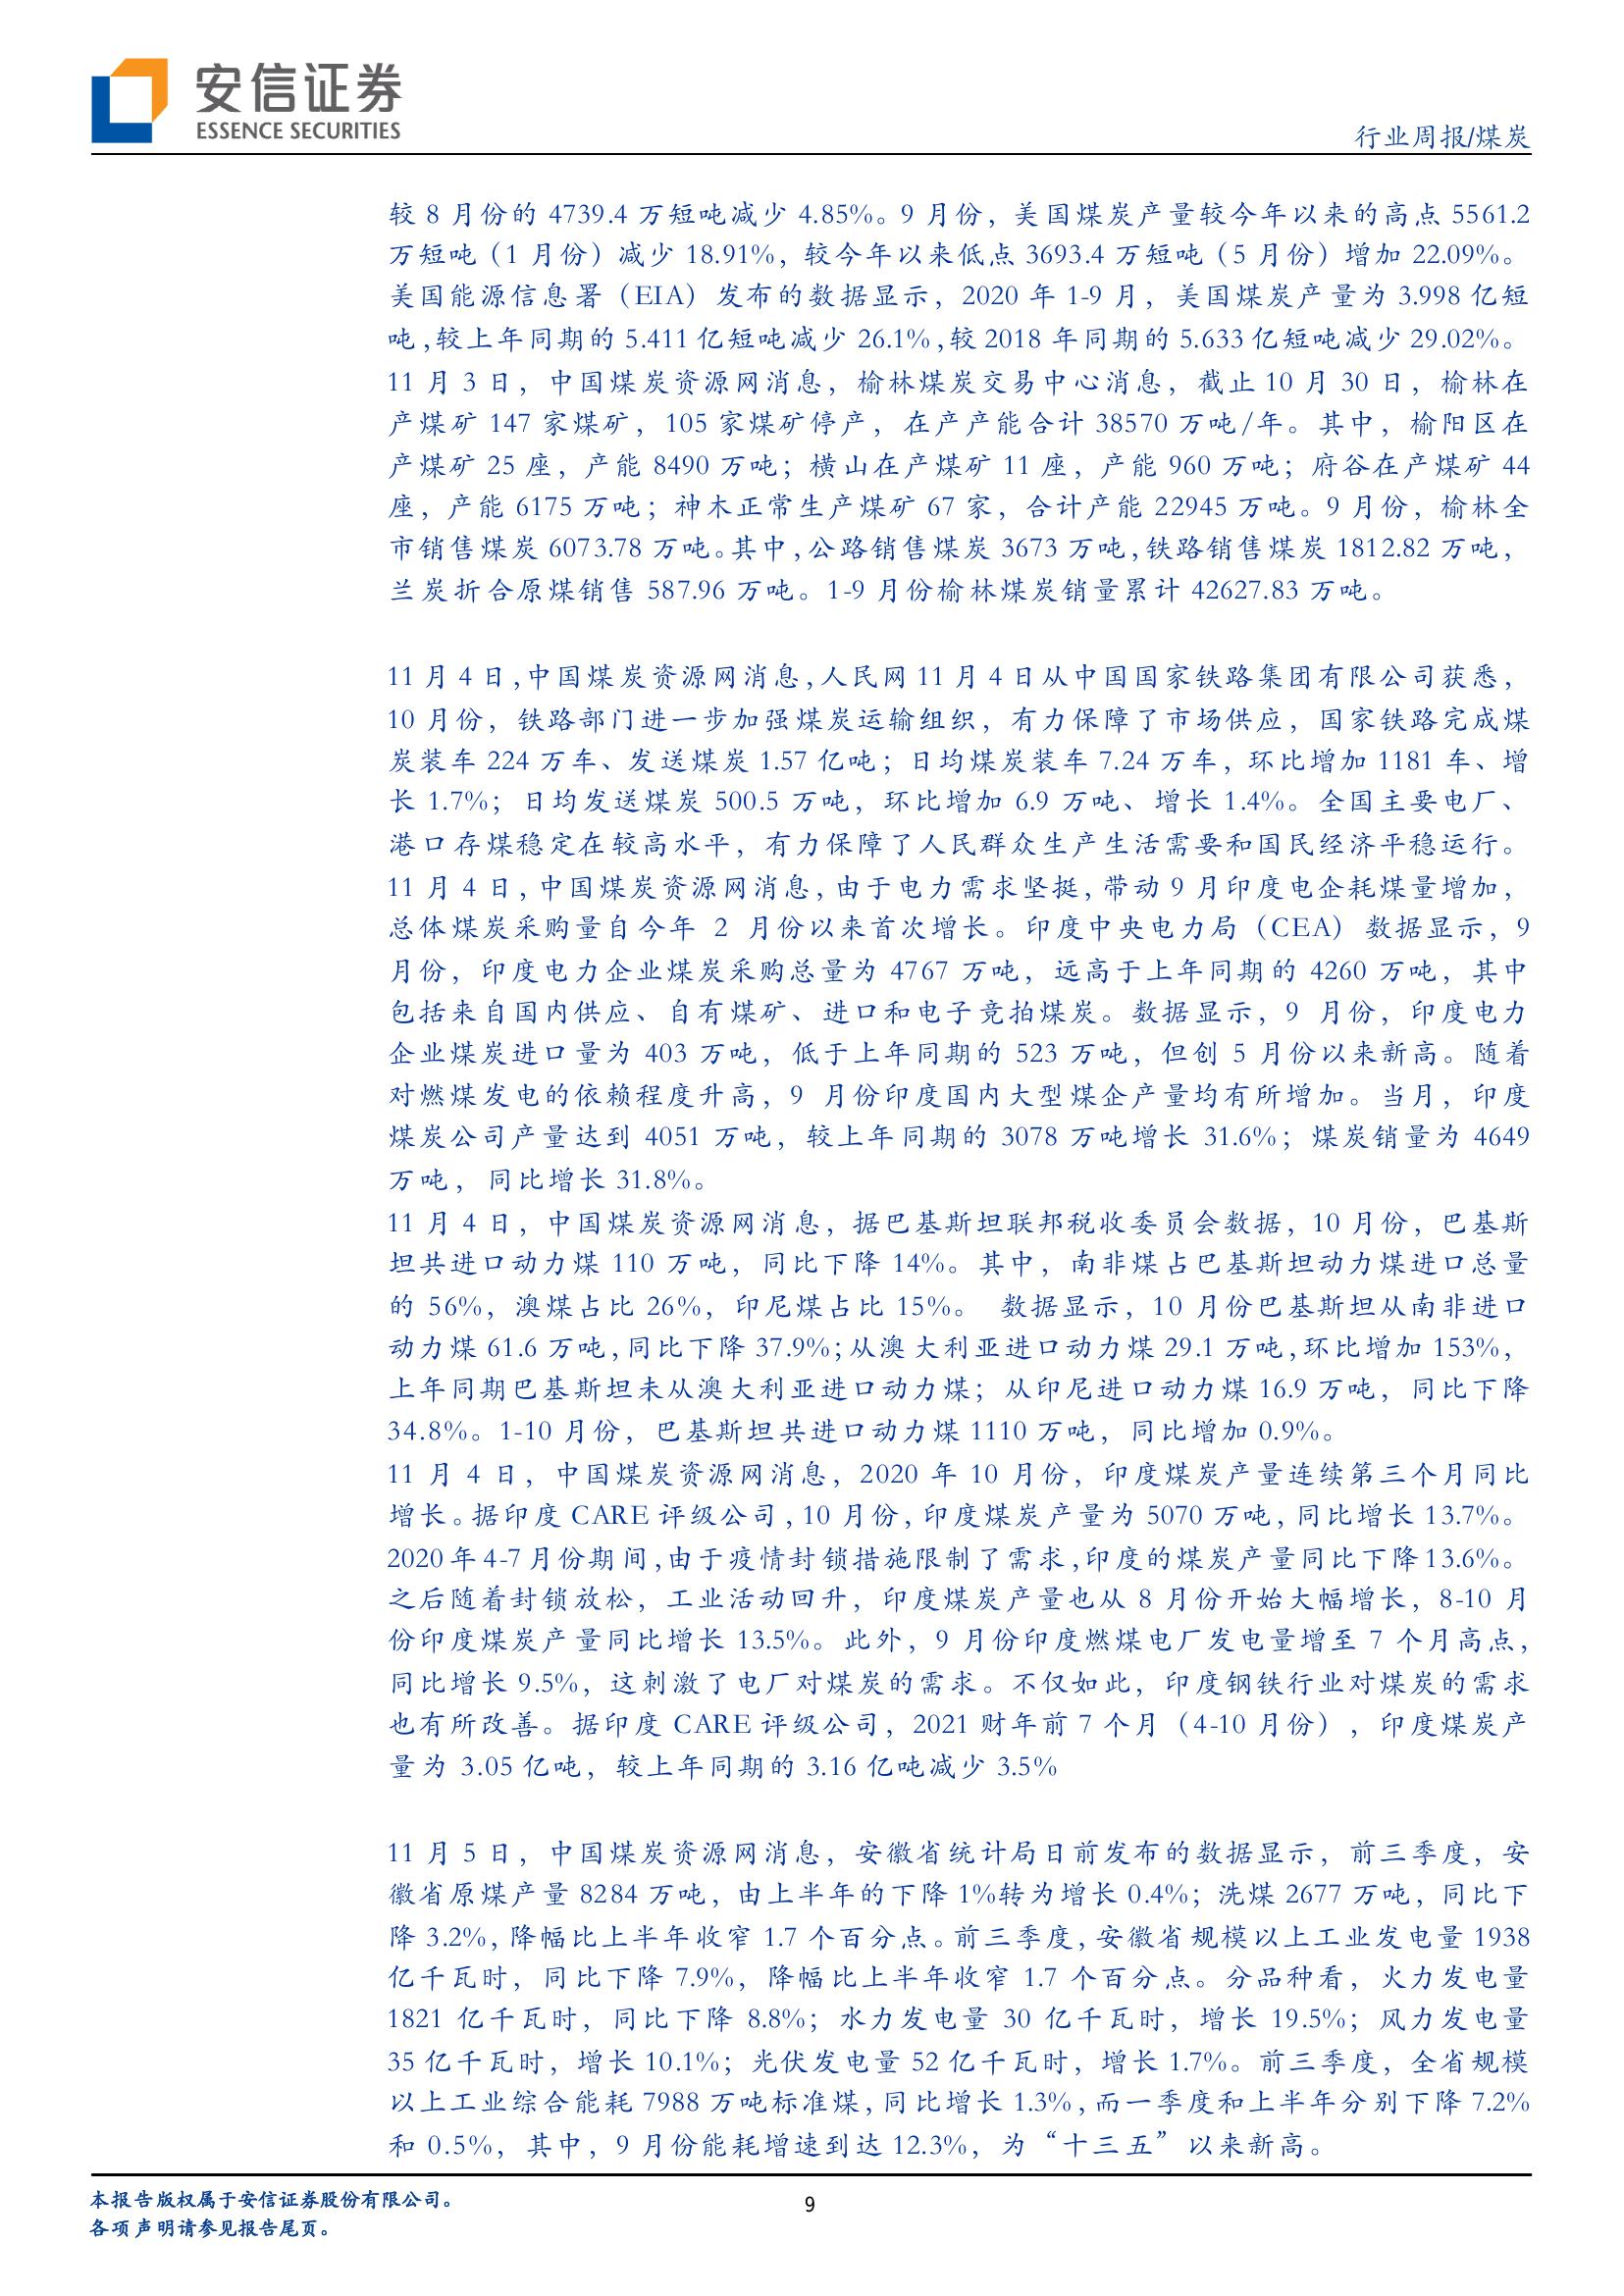 安信证券
ESSENCE SECURITIES
行业周报/煤炭
较 8 月份的 4739.4 万短吨减少 4.85%。9 月份，美国煤炭产量较今年以来的高点 5561.2
万短吨（1 月份）减少 18.91%，较今年以来低点 3693.4 万短吨（5 月份）增加 22.09%。
美国能源信息署（EIA）发布的数据显示，2020 年 1-9 月，美国煤炭产量为 3.998 亿短
吨,较上年同期的 5.411 亿短吨减少 26.1%,较 2018 年同期的 5.633 亿短吨减少 29.02%。
11 月 3 日，中国煤炭资源网消息，榆林煤炭交易中心消息，截止 10 月 30 日，榆林在
产煤矿 147 家煤矿，105 家煤矿停产，在产产能合计 38570 万吨/年。其中，榆阳区在
产煤矿 25 座，产能 8490 万吨；横山在产煤矿 11 座，产能 960 万吨；府谷在产煤矿 44
座，产能 6175 万吨；神木正常生产煤矿 67 家，合计产能 22945 万吨。9 月份，榆林全
市销售煤炭 6073.78 万吨。其中,公路销售煤炭 3673 万吨,铁路销售煤炭 1812.82 万吨，
兰炭折合原煤销售 587.96 万吨。1-9 月份榆林煤炭销量累计 42627.83 万吨。
11 月 4 日,中国煤炭资源网消息,人民网 11 月 4 日从中国国家铁路集团有限公司获悉，
10 月份，铁路部门进一步加强煤炭运输组织，有力保障了市场供应，国家铁路完成煤
炭装车 224 万车、发送煤炭 1.57 亿吨；日均煤炭装车 7.24 万车，环比增加 1181 车、增
长 1.7%；日均发送煤炭 500.5 万吨，环比增加 6.9 万吨、增长 1.4%。全国主要电厂、
港口存煤稳定在较高水平，有力保障了人民群众生产生活需要和国民经济平稳运行。
11 月 4 日,中国煤炭资源网消息,由于电力需求坚挺,带动 9 月印度电企耗煤量增加，
总体煤炭采购量自今年 2 月份以来首次增长。印度中央电力局（CEA）数据显示，9
月份，印度电力企业煤炭采购总量为 4767 万吨，远高于上年同期的 4260 万吨，其中
包括来自国内供应、自有煤矿、进口和电子竞拍煤炭。数据显示，9 月份，印度电力
企业煤炭进口量为 403 万吨，低于上年同期的 523 万吨，但创 5 月份以来新高。随着
对燃煤发电的依赖程度升高，9 月份印度国内大型煤企产量均有所增加。当月，印度
煤炭公司产量达到 4051 万吨，较上年同期的 3078 万吨增长 31.6%；煤炭销量为 4649
万吨，同比增长 31.8%。
11 月 4 日，中国煤炭资源网消息，据巴基斯坦联邦税收委员会数据，10 月份，巴基斯
坦共进口动力煤 110 万吨，同比下降 14%。其中，南非煤占巴基斯坦动力煤进口总量
的 56%，澳煤占比 26%，印尼煤占比 15%。 数据显示，10 月份巴基斯坦从南非进口
动力煤 61.6 万吨,同比下降 37.9%;从澳大利亚进口动力煤 29.1 万吨,环比增加 153%，
上年同期巴基斯坦未从澳大利亚进口动力煤；从印尼进口动力煤 16.9 万吨，同比下降
34.8%。1-10 月份，巴基斯坦共进口动力煤 1110 万吨，同比增加 0.9%。
11 月 4 日，中国煤炭资源网消息，2020 年 10 月份，印度煤炭产量连续第三个月同比
增长。据印度 CARE 评级公司,10 月份,印度煤炭产量为 5070 万吨,同比增长 13.7%。
2020 年 4-7 月份期间,由于疫情封锁措施限制了需求,印度的煤炭产量同比下降 13.6%。
之后随着封锁放松，工业活动回升，印度煤炭产量也从 8 月份开始大幅增长，8-10 月
份印度煤炭产量同比增长 13.5%。此外，9 月份印度燃煤电厂发电量增至 7 个月高点，
同比增长 9.5%，这刺激了电厂对煤炭的需求。不仅如此，印度钢铁行业对煤炭的需求
也有所改善。据印度 CARE 评级公司，2021 财年前 7 个月（4-10 月份），印度煤炭产
量为 3.05 亿吨，较上年同期的 3.16 亿吨减少 3.5%
11 月 5 日，中国煤炭资源网消息，安徽省统计局日前发布的数据显示，前三季度，安
徽省原煤产量 8284 万吨，由上半年的下降 1%转为增长 0.4%；洗煤 2677 万吨，同比下
降 3.2%,降幅比上半年收窄 1.7 个百分点。前三季度,安徽省规模以上工业发电量 1938
亿千瓦时，同比下降 7.9%，降幅比上半年收窄 1.7 个百分点。分品种看，火力发电量
1821 亿千瓦时，同比下降 8.8%；水力发电量 30 亿千瓦时，增长 19.5%；风力发电量
35 亿千瓦时，增长 10.1%；光伏发电量 52 亿千瓦时，增长 1.7%。前三季度，全省规模
以上工业综合能耗 7988 万吨标准煤,同比增长 1.3%,而一季度和上半年分别下降 7.2%
和 0.5%，其中，9 月份能耗增速到达 12.3%，为“十三五”以来新高。
本报告版权属于安信证券股份有限公司。
9
各项声明请参见报告尾页。